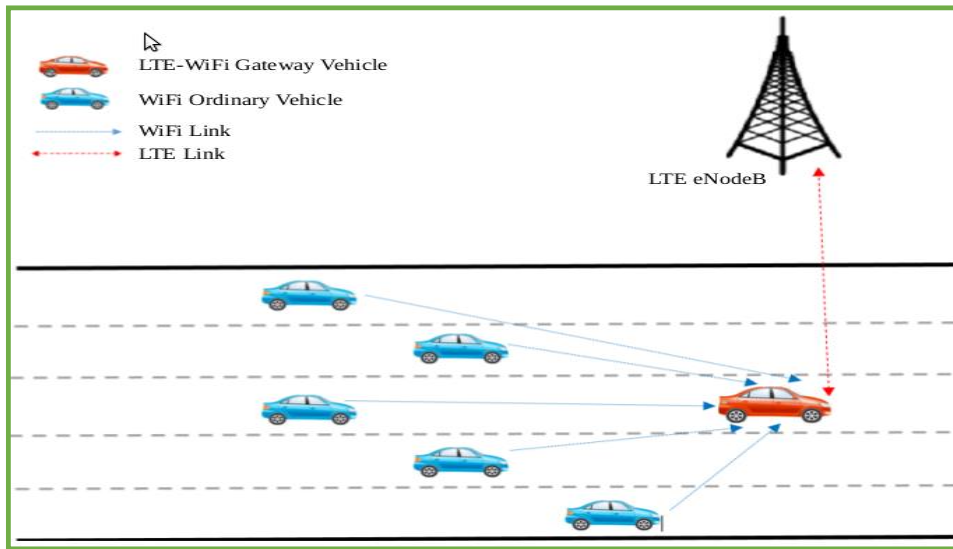 LTE-WiFi Gateway Vehicle
WiFi Ordinary Vehicle
WiFi Link
LTE Link
LTE eNodeB